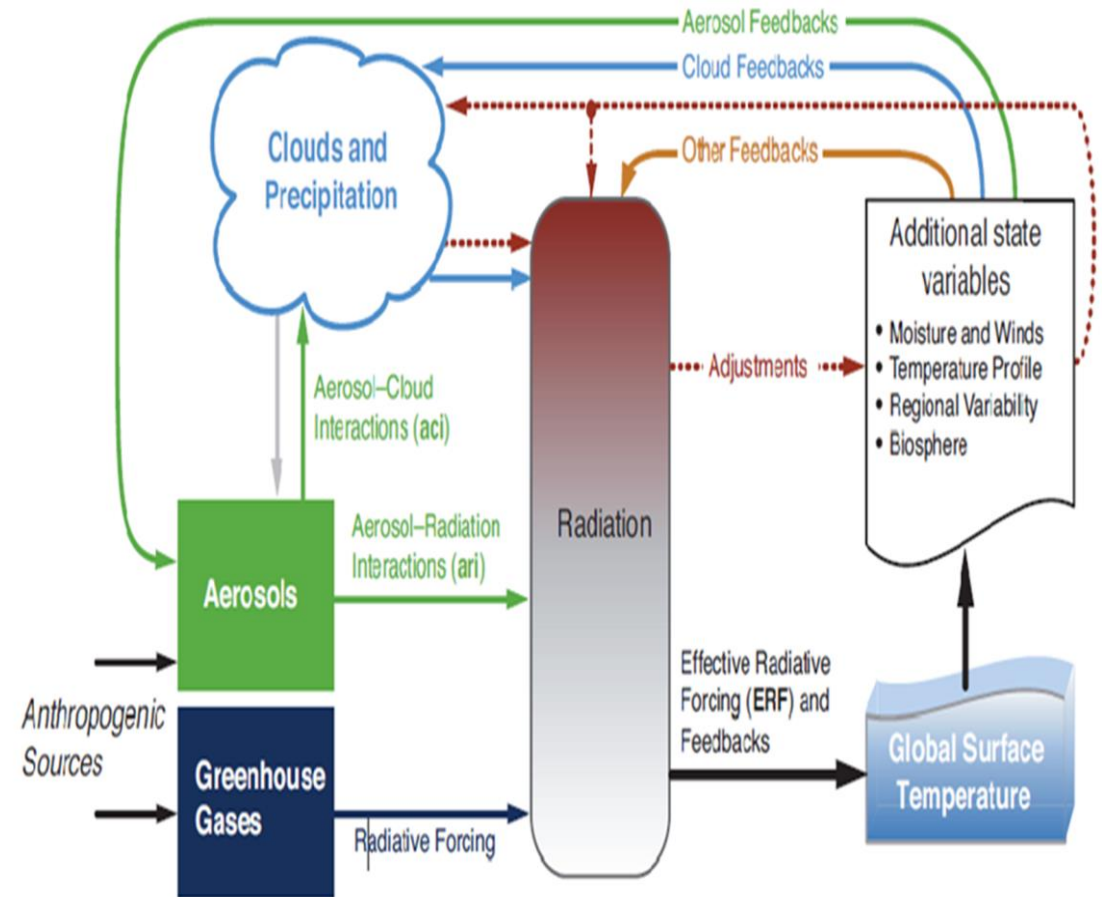 Aerosol Feedbacks
Cloud Feedbacks
Other Feedbacks
Clouds and
Precipitation
Additional state
variables
• Moisture and Winds
• Temperature Profile
• Regional Variability
• Biosphere
Adjustments
Aerosol–Cloud
Interactions (aci)
Radiation
Aerosol–Radiation
Interactions (ari)
Aerosols
Anthropogenic
Sources
Greenhouse
Gases
Radiative Forcing
Effective Radiative
Forcing (ERF) and
Feedbacks
Global Surface
Temperature